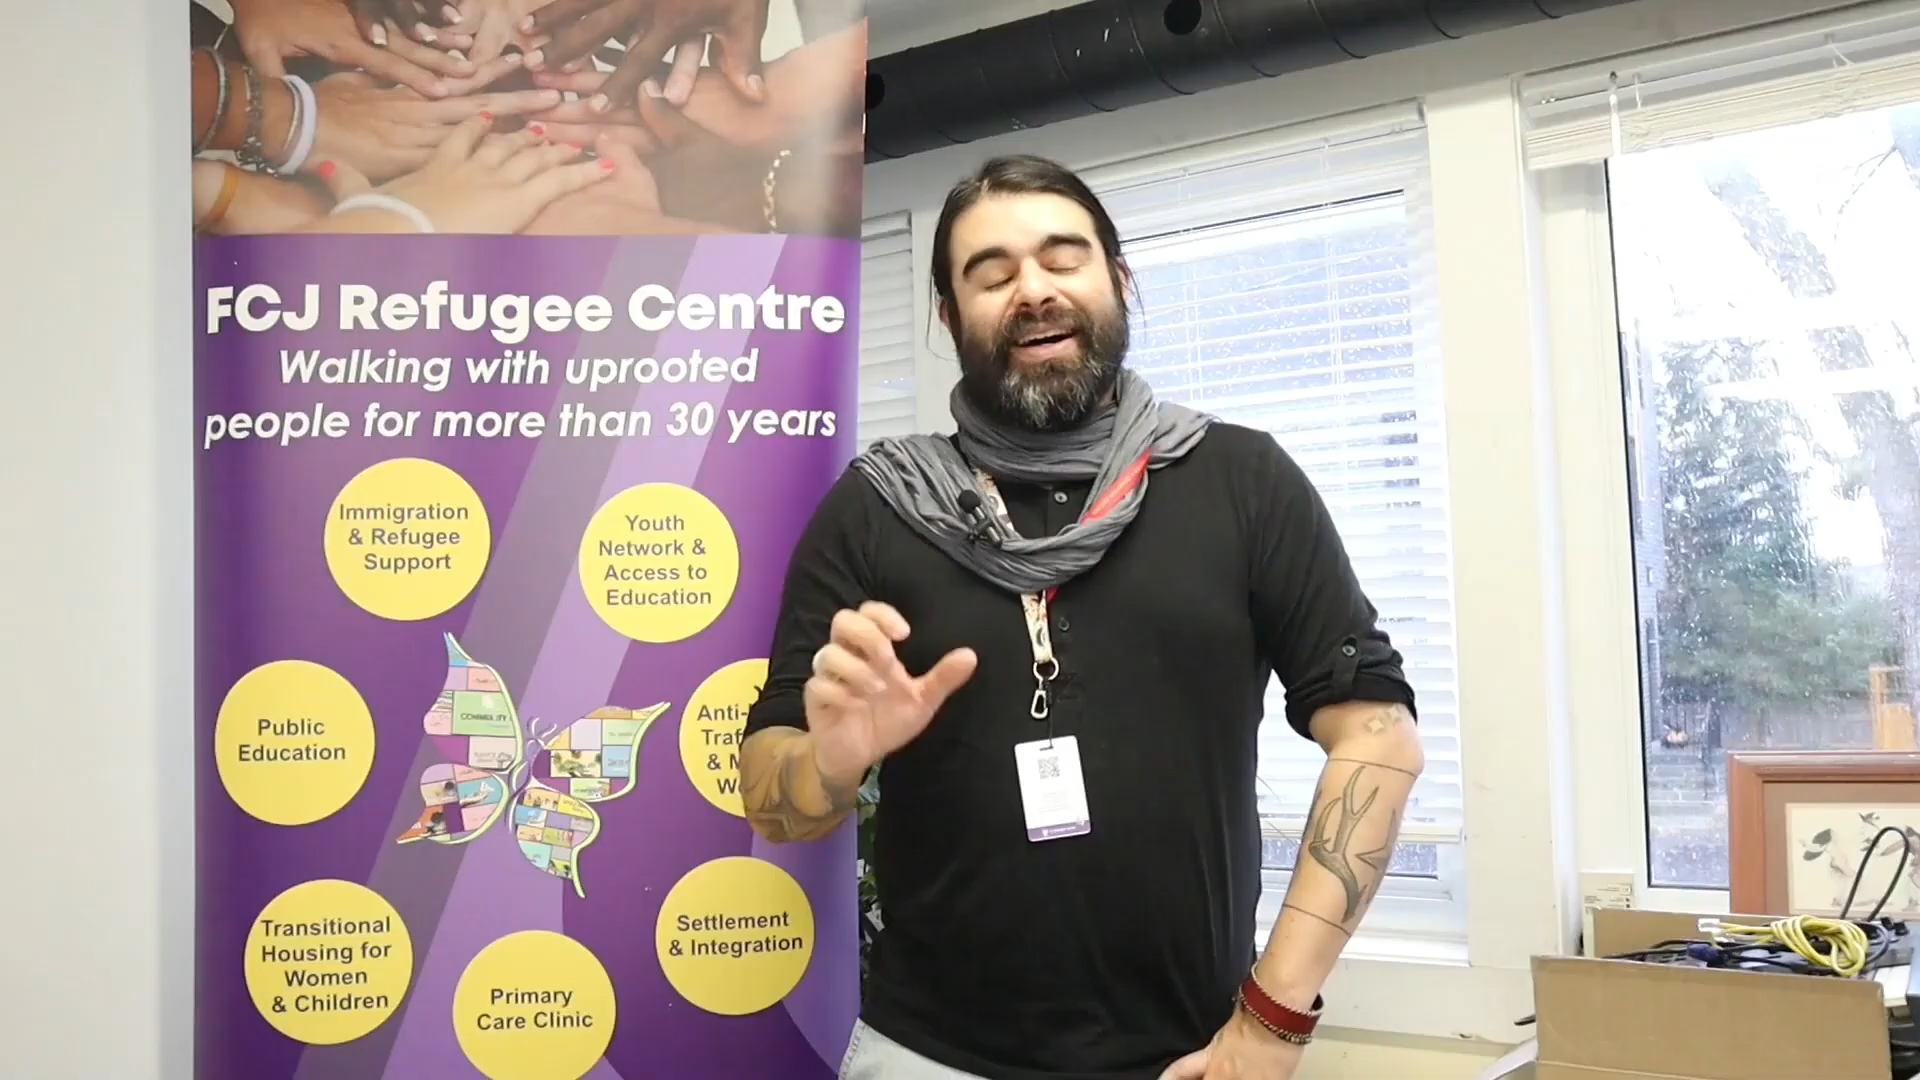 FCJ Refugee Centre
Walking with uprooted
people for more than 30 years
Immigration
& Refugee
Support
Youth
Network &
Access to
Education
Public
Education
Anti-
& M
Transitional
Housing for
Women
& Children
Primary
Care Clinic
Settlement
& Integration